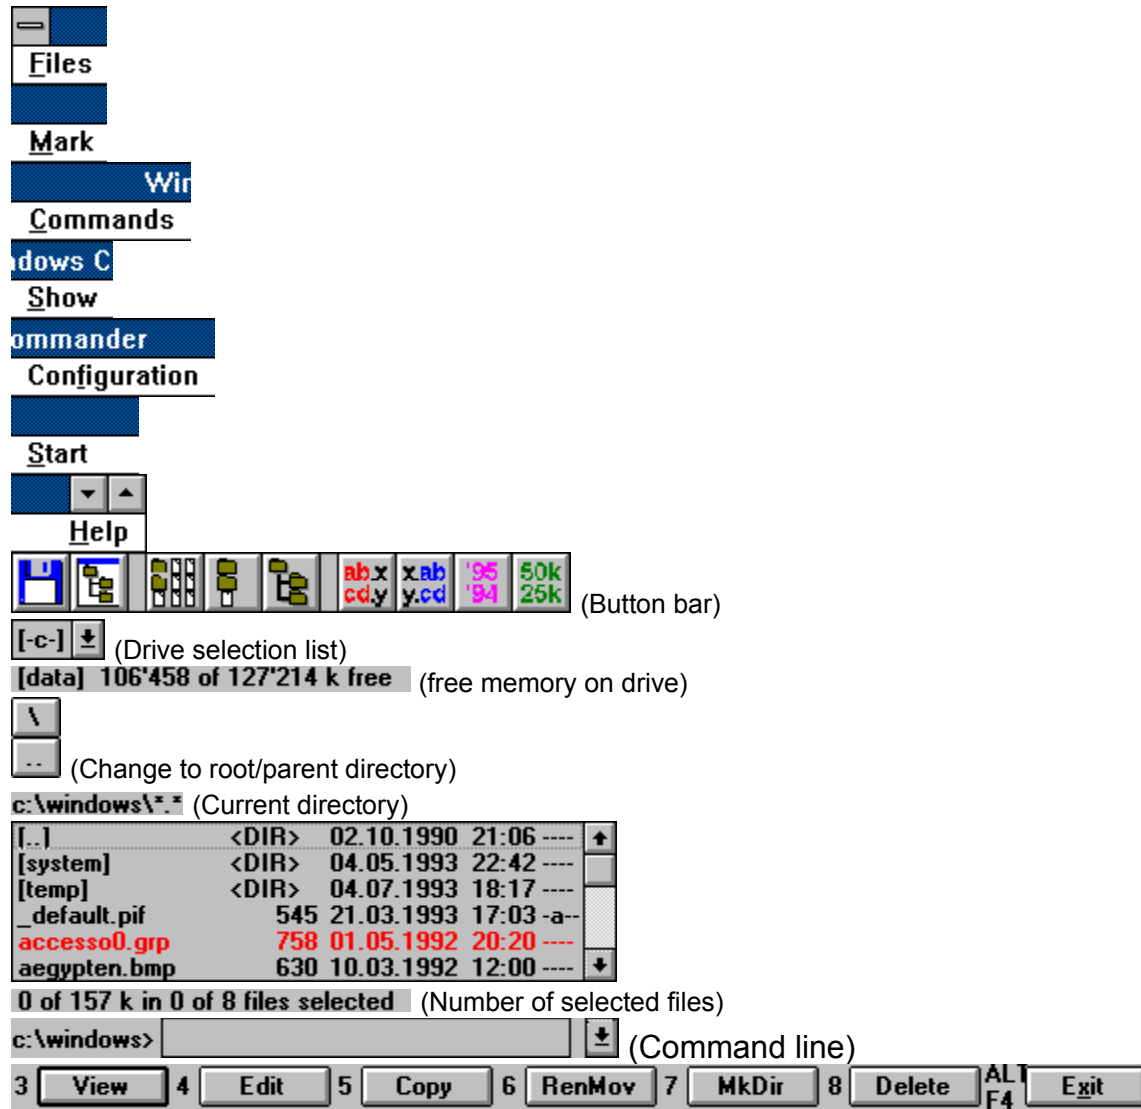 Files
Mark
Win
Commands
ndows C
Show
ommander
Configuration
Start
Help
ab.x cd.y x.ab y.cd '95 '94 50k 25k (Button bar)
[-c-] (Drive selection list)
[data] 106'458 of 127'214 k free (free memory on drive)
\
.. (Change to root/parent directory)
c:\windows\*.* (Current directory)
[..] <DIR> 02.10.1990 21:06 ----
[system] <DIR> 04.05.1993 22:42 ----
[temp] <DIR> 04.07.1993 18:17 ----
_default.pif 545 21.03.1993 17:03 -a--
accesso0.grp 758 01.05.1992 20:20 ----
aegypten.bmp 630 10.03.1992 12:00 ----
0 of 157 k in 0 of 8 files selected (Number of selected files)
c:\windows> (Command line)
3 View 4 Edit 5 Copy 6 RenMov 7 MkDir 8 Delete ALT F4 Exit